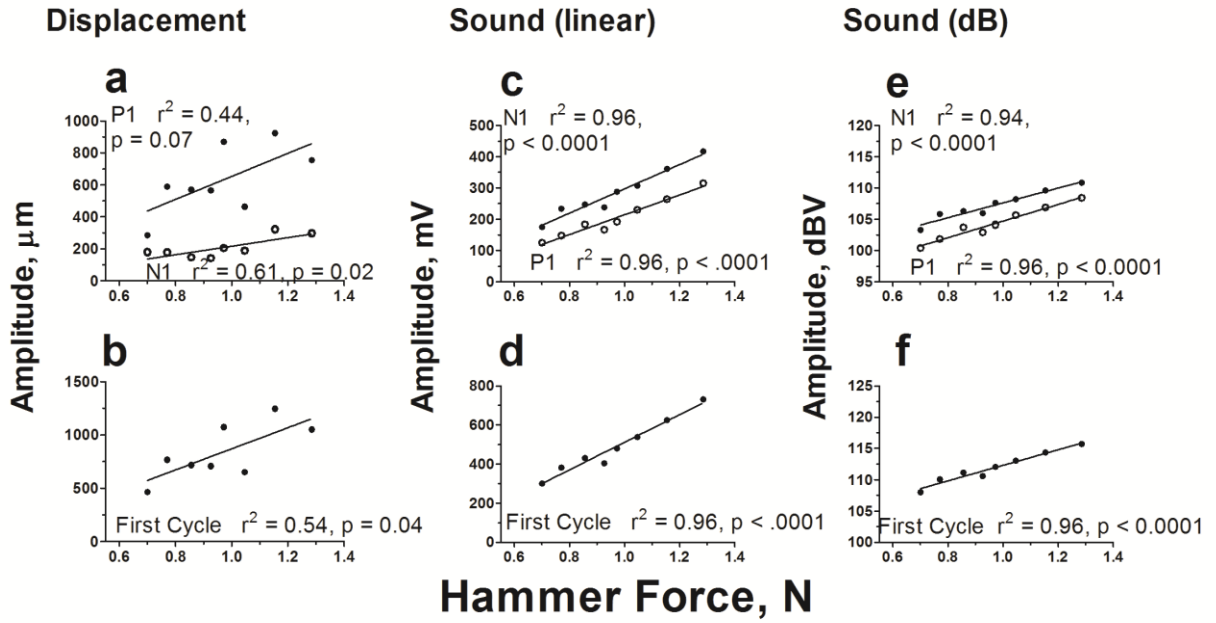 Displacement
Sound (linear)
Sound (dB)
Amplitude, μm
Amplitude, mV
Amplitude, dBV
a
P1 r² = 0.44,
p = 0.07
1000
800
600
400
200
0
N1 r² = 0.61, p = 0.02
0.6 0.8 1.0 1.2 1.4
c
N1 r² = 0.96,
p < 0.0001
500
400
300
200
100
0
P1 r² = 0.96, p < .0001
0.6 0.8 1.0 1.2 1.4
e
N1 r² = 0.94,
p < 0.0001
120
115
110
105
100
95
P1 r² = 0.96, p < 0.0001
0.6 0.8 1.0 1.2 1.4
b
1500
1000
500
0
First Cycle r² = 0.54, p = 0.04
0.6 0.8 1.0 1.2 1.4
d
800
600
400
200
0
First Cycle r² = 0.96, p < .0001
0.6 0.8 1.0 1.2 1.4
f
125
120
115
110
105
100
First Cycle r² = 0.96, p < 0.0001
0.6 0.8 1.0 1.2 1.4
Hammer Force, N